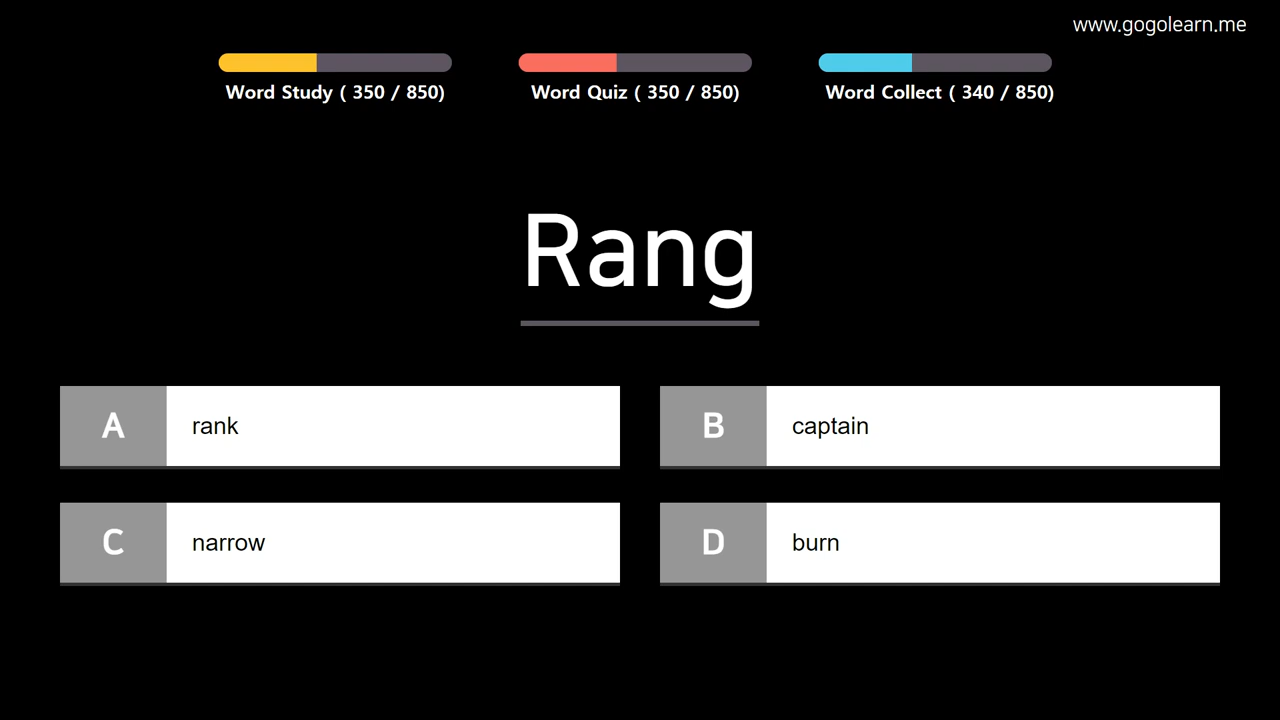 www.gogolearn.me
Word Study ( 350 / 850)
Word Quiz ( 350 / 850)
Word Collect ( 340 / 850)
Rang
A rank
B captain
C narrow
D burn